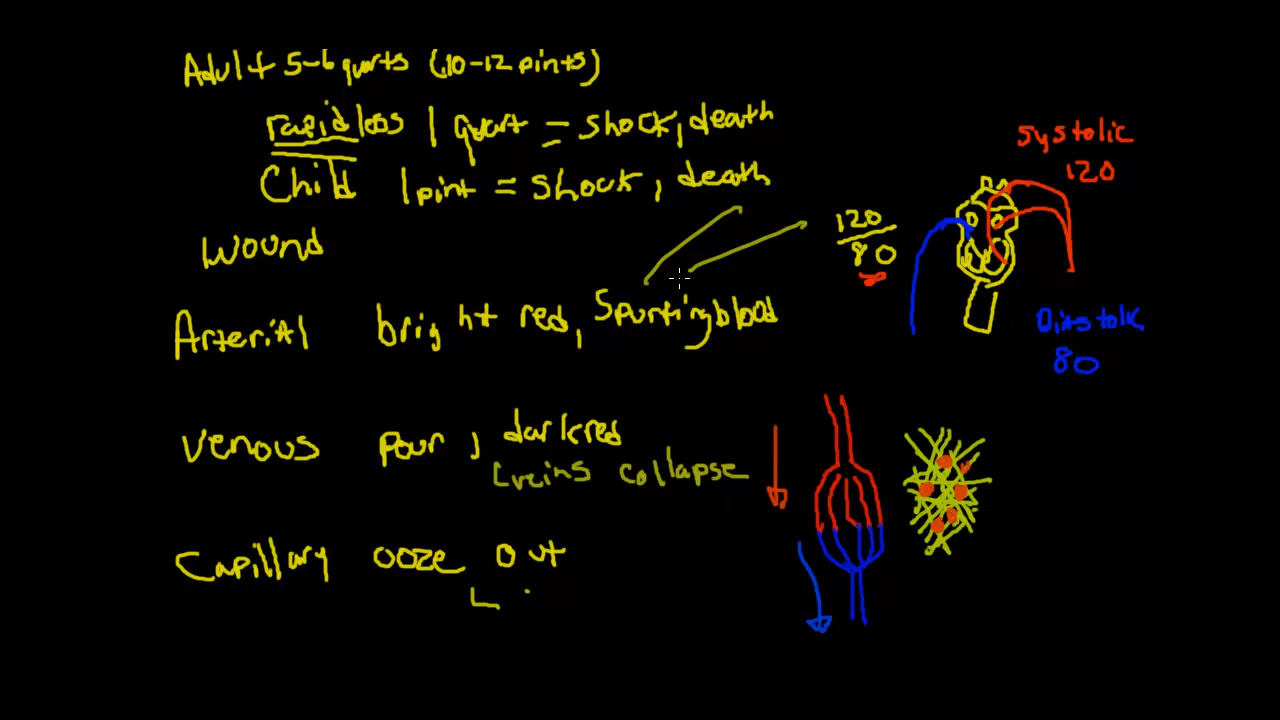 Adult 5-6 quarts (10-12 pints)
rapid loss 1 quart = shock, death
Child 1 pint = shock, death
wound
Arterial bright red, Spurting blood
venous pour, dark red
veins collapse
Capillary ooze out
120
80
Systolic
120
Diastolic
80